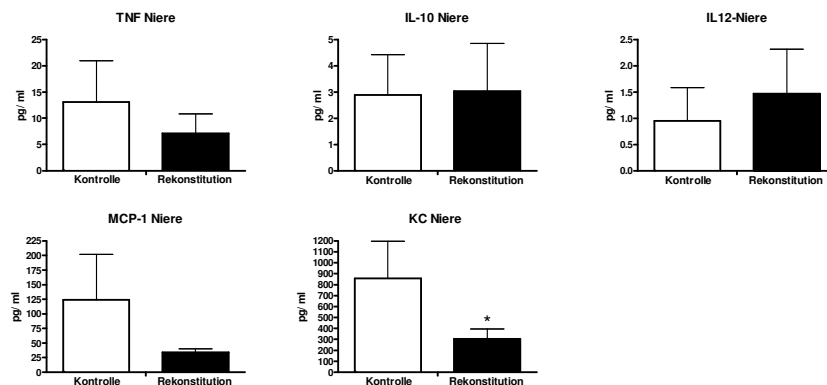 TNF Niere
25
20
15
10
5
0
pg/ ml
Kontrolle Rekonstitution
IL-10 Niere
5
4
3
2
1
0
pg/ ml
Kontrolle Rekonstitution
IL12-Niere
2.5
2.0
1.5
1.0
0.5
0.0
pg/ ml
Kontrolle Rekonstitution
MCP-1 Niere
225
200
175
150
125
100
75
50
25
0
pg/ ml
Kontrolle Rekonstitution
KC Niere
1200
1100
1000
900
800
700
600
500
400
300
200
100
0
pg/ ml
*
Kontrolle Rekonstitution